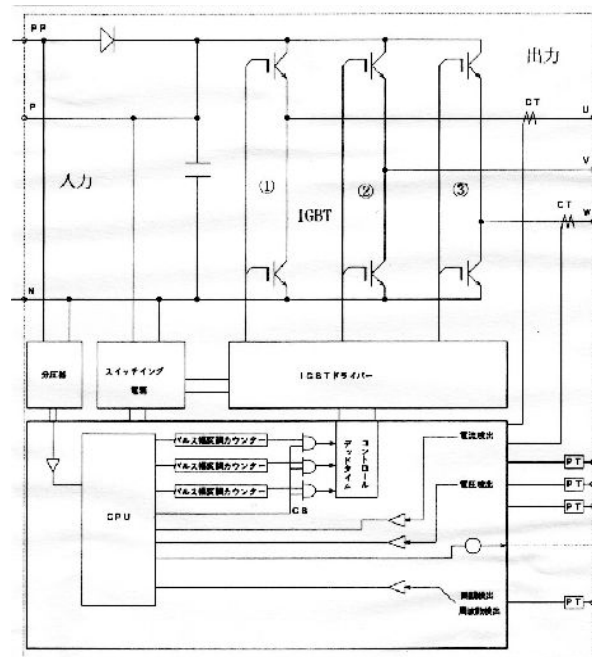 PP
出力
CT
U
P
V
入力
①
②
③
IGBT
CT
W
N
分圧器
スイッチイング
電源
IGBTドライバー
パルス幅変調カウンター
パルス幅変調カウンター
パルス幅変調カウンター
コントロール
デッドタイム
電流検出
PT
電圧検出
PT
CPU
CB
PT
同期検出
周波数検出
PT